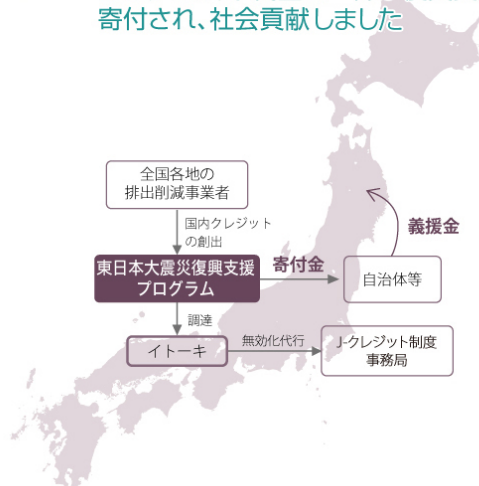 寄付され、社会貢献しました
全国各地の
排出削減事業者
国内クレジット
の創出
義援金
東日本大震災復興支援
プログラム
寄付金
自治体等
調達
イトーキ
無効化代行
J-クレジット制度
事務局